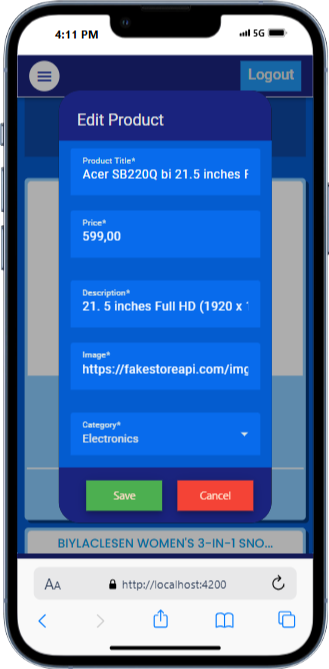 4:11 PM
5G
Logout
Edit Product
Product Title*
Acer SB220Q bi 21.5 inches F
Price*
599,00
Description*
21. 5 inches Full HD (1920 x 1
Image*
https://fakestoreapi.com/img
Category*
Electronics
Save
Cancel
BIYLACLESEN WOMEN'S 3-IN-1 SNO...
AA
http://localhost:4200